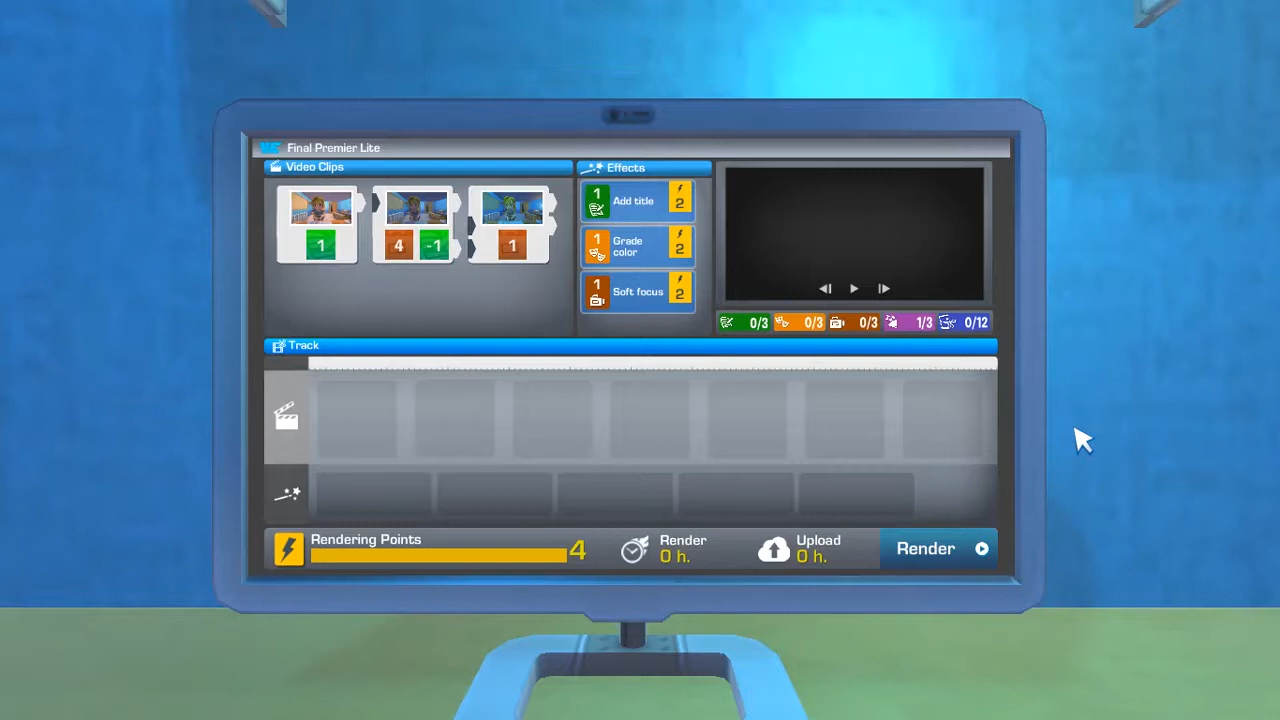 Final Premier Lite
Video Clips
Effects
1
4 -1
1
1 Add title 2
1 Grade color 2
1 Soft focus 2
0/3 0/3 0/3 1/3 0/12
Track
Rendering Points 4
Render
0 h.
Upload
0 h.
Render